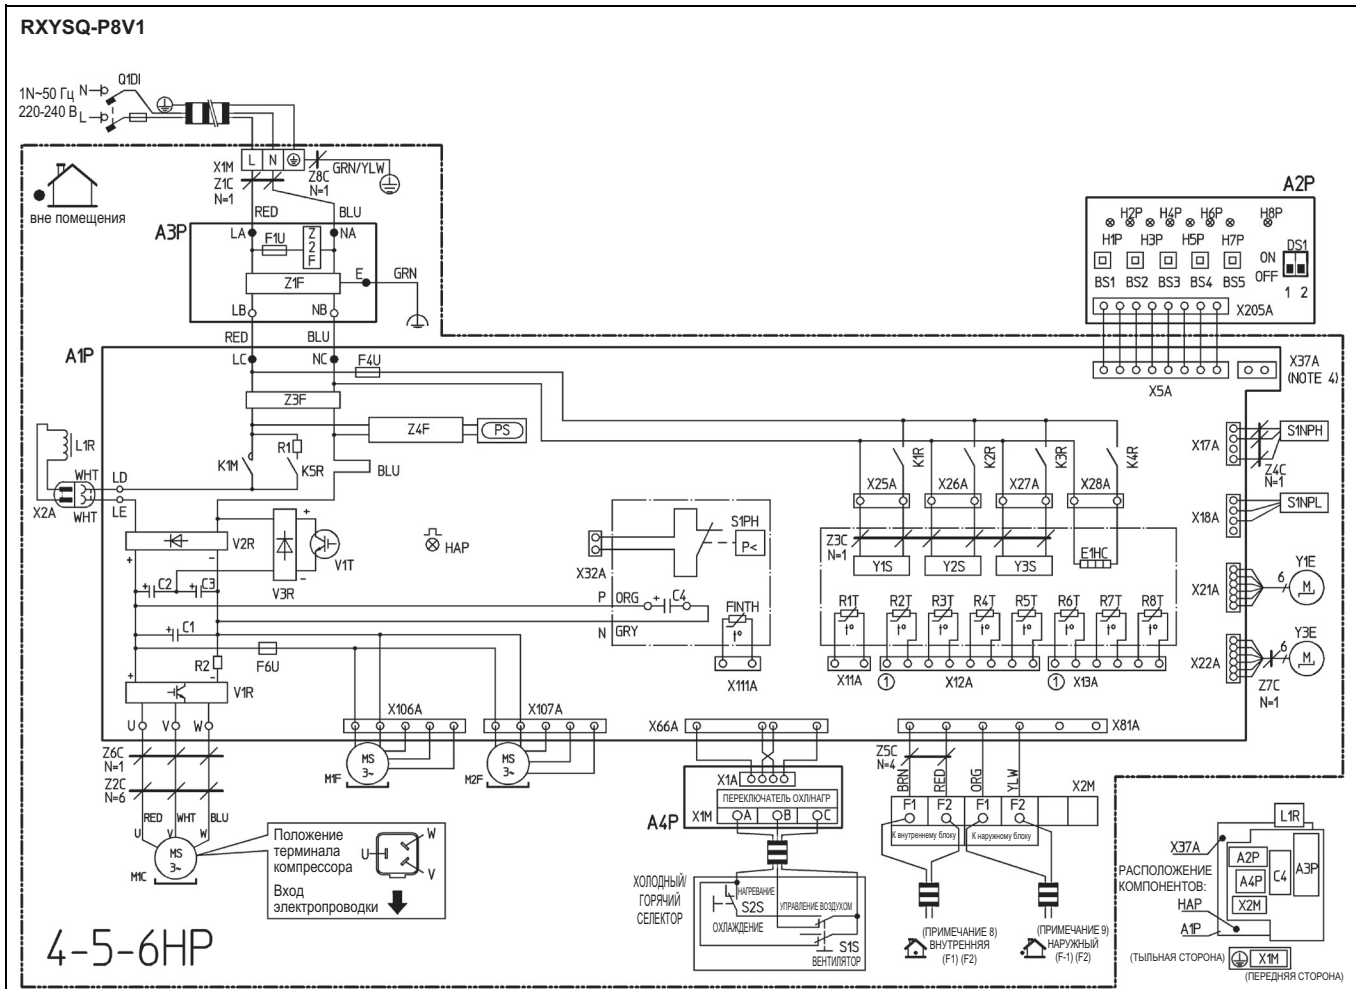 RXYSQ-P8V1
1N~50 Гц
220-240 В
N
L
Q1DI
вне помещения
X1M
L N
Z1C
N=1
Z8C
N=1
GRN/YLW
RED
BLU
A3P
LA
NA
F1U
Z2F
Z1F
E
GRN
LB
NB
RED
BLU
A2P
H2P H4P H6P H8P
H1P H3P H5P H7P
BS1 BS2 BS3 BS4 BS5
DS1
ON
OFF
1 2
X205A
A1P
LC
NC
F4U
Z3F
Z4F
PS
R1
K1M
K5R
BLU
L1R
WHT
LD
LE
WHT
X2A
V2R
V1T
V3R
C2
C3
C1
R2
F6U
V1R
U V W
HAP
X32A
S1PH
P<
P
ORG
C4
N
GRY
FINTH
t°
X111A
X5A
X37A
(NOTE 4)
K1R
K2R
K3R
K4R
X25A X26A X27A X28A
Z3C
N=1
Y1S Y2S Y3S
E1HC
R1T R2T R3T R4T R5T R6T R7T R8T
t° t° t° t° t° t° t° t°
X11A 1 X12A 1 X13A
X17A
S1NPH
Z4C
N=1
X18A
S1NPL
X21A
6
Y1E
M
X22A
6
Y3E
M
Z7C
N=1
X106A X107A X66A X81A
Z6C
N=1
Z2C
N=6
RED WHT BLU
U V W
MS
3~
M1C
MS
3~
M1F
MS
3~
M2F
Положение
терминала
компрессора
Вход
электропроводки
U
W
V
4-5-6HP
X1A
ПЕРЕКЛЮЧАТЕЛЬ ОХЛ/НАГР
X1M
A B C
A4P
ХОЛОДНЫЙ/
ГОРЯЧИЙ
СЕЛЕКТОР
НАГРЕВАНИЕ
S2S
ОХЛАЖДЕНИЕ
УПРАВЛЕНИЕ ВОЗДУХОМ
S1S
ВЕНТИЛЯТОР
Z5C
N=4
BRN
RED
ORG
YLW
X2M
F1 F2 F1 F2
К внутреннему блоку
К наружному блоку
(ПРИМЕЧАНИЕ 8)
ВНУТРЕННЯЯ
(F1) (F2)
(ПРИМЕЧАНИЕ 9)
НАРУЖНЫЙ
(F-1) (F2)
L1R
X37A
РАСПОЛОЖЕНИЕ
КОМПОНЕНТОВ:
A2P
A4P
X2M
C4
A3P
HAP
A1P
(ТЫЛЬНАЯ СТОРОНА)
X1M
(ПЕРЕДНЯЯ СТОРОНА)